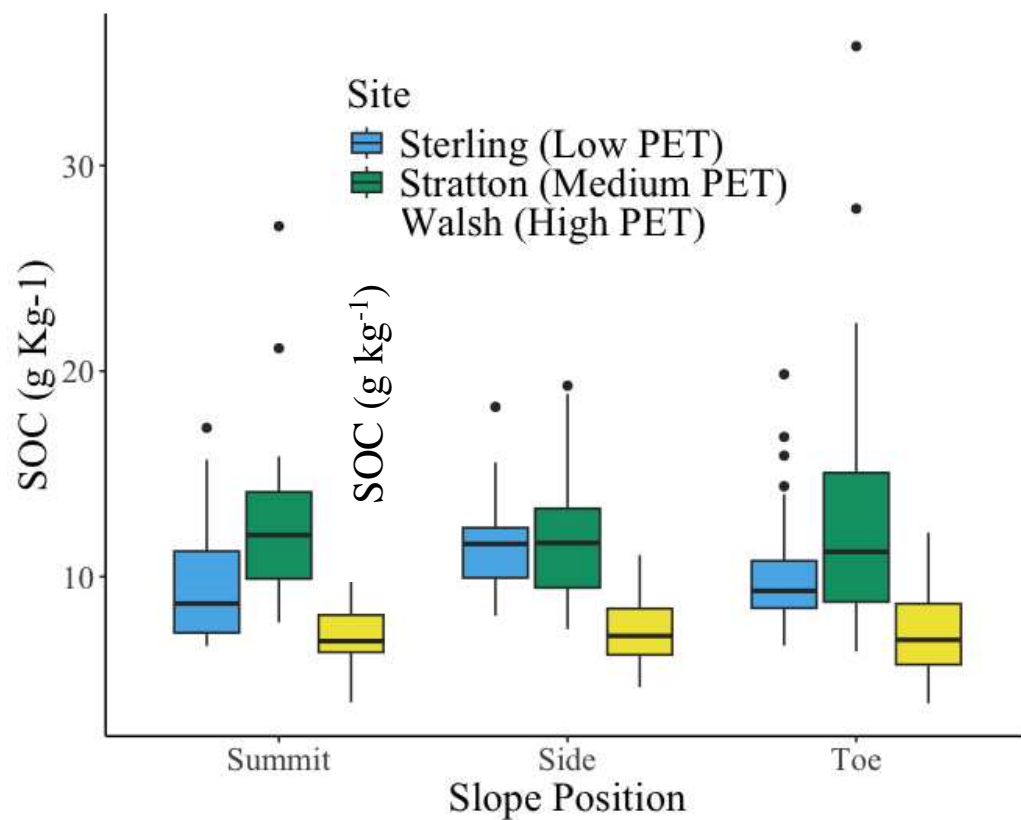 Site
Sterling (Low PET)
Stratton (Medium PET)
Walsh (High PET)
SOC (g Kg-1)
SOC (g kg⁻¹)
30
20
10
Summit
Side
Toe
Slope Position